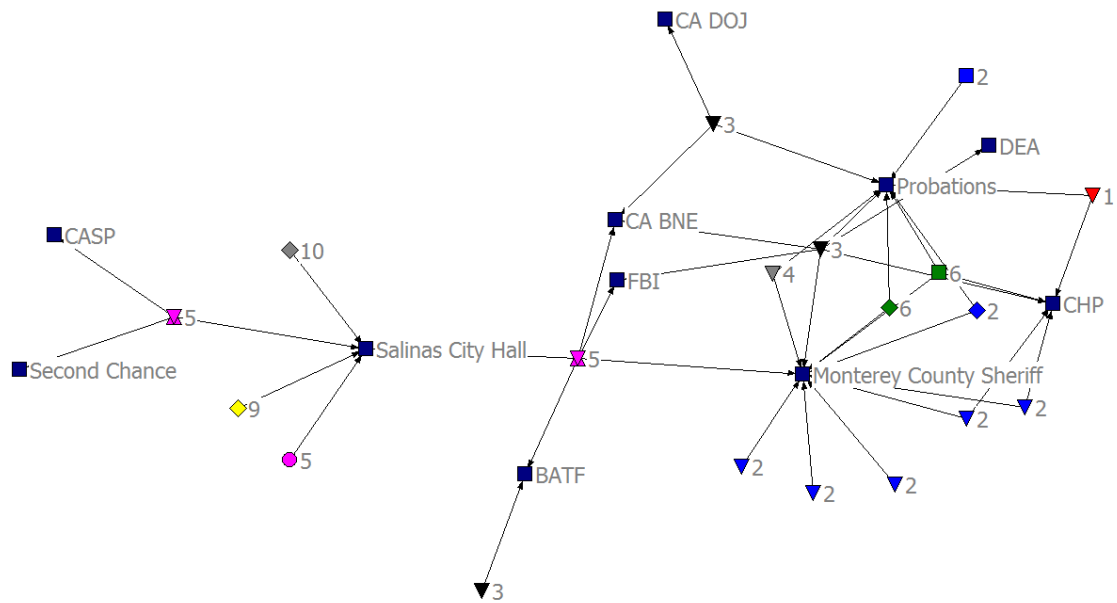 CA DOJ
2
3
DEA
Probations
1
CA BNE
CASP
10
3
4
6
FBI
6
2
CHP
5
Salinas City Hall
5
Second Chance
Monterey County Sheriff
9
2
2
5
2
BATF
2
2
3